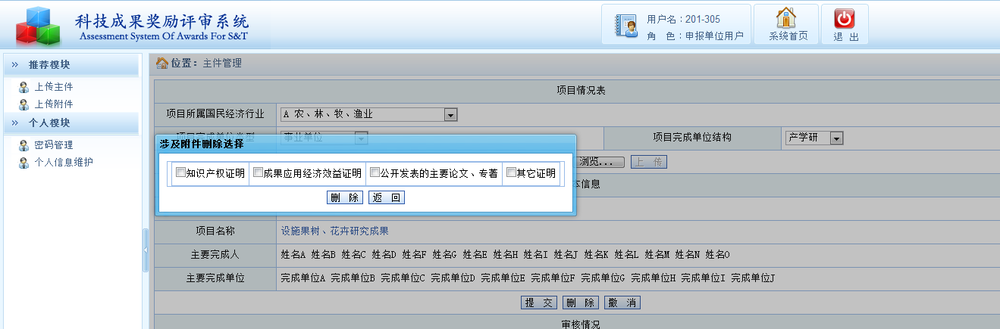 科技成果奖励评审系统
Assessment System Of Awards For S&T
用户名：201-305
角 色：申报单位用户
系统首页
退 出
推荐模块
上传主件
上传附件
个人模块
密码管理
个人信息维护
位置：主件管理
项目情况表
项目所属国民经济行业 A 农、林、牧、渔业
项目完成单位类型 事业单位 项目完成单位结构 产学研
涉及附件删除选择
浏览... 上 传
知识产权证明 成果应用经济效益证明 公开发表的主要论文、专著 其它证明
本信息
删 除 返 回
项目名称 设施果树、花卉研究成果
主要完成人 姓名A 姓名B 姓名C 姓名D 姓名F 姓名G 姓名E 姓名H 姓名I 姓名J 姓名K 姓名L 姓名M 姓名N 姓名O
主要完成单位 完成单位A 完成单位B 完成单位C 完成单位D 完成单位E 完成单位F 完成单位G 完成单位H 完成单位I 完成单位J
提 交 删 除 撤 消
审核情况